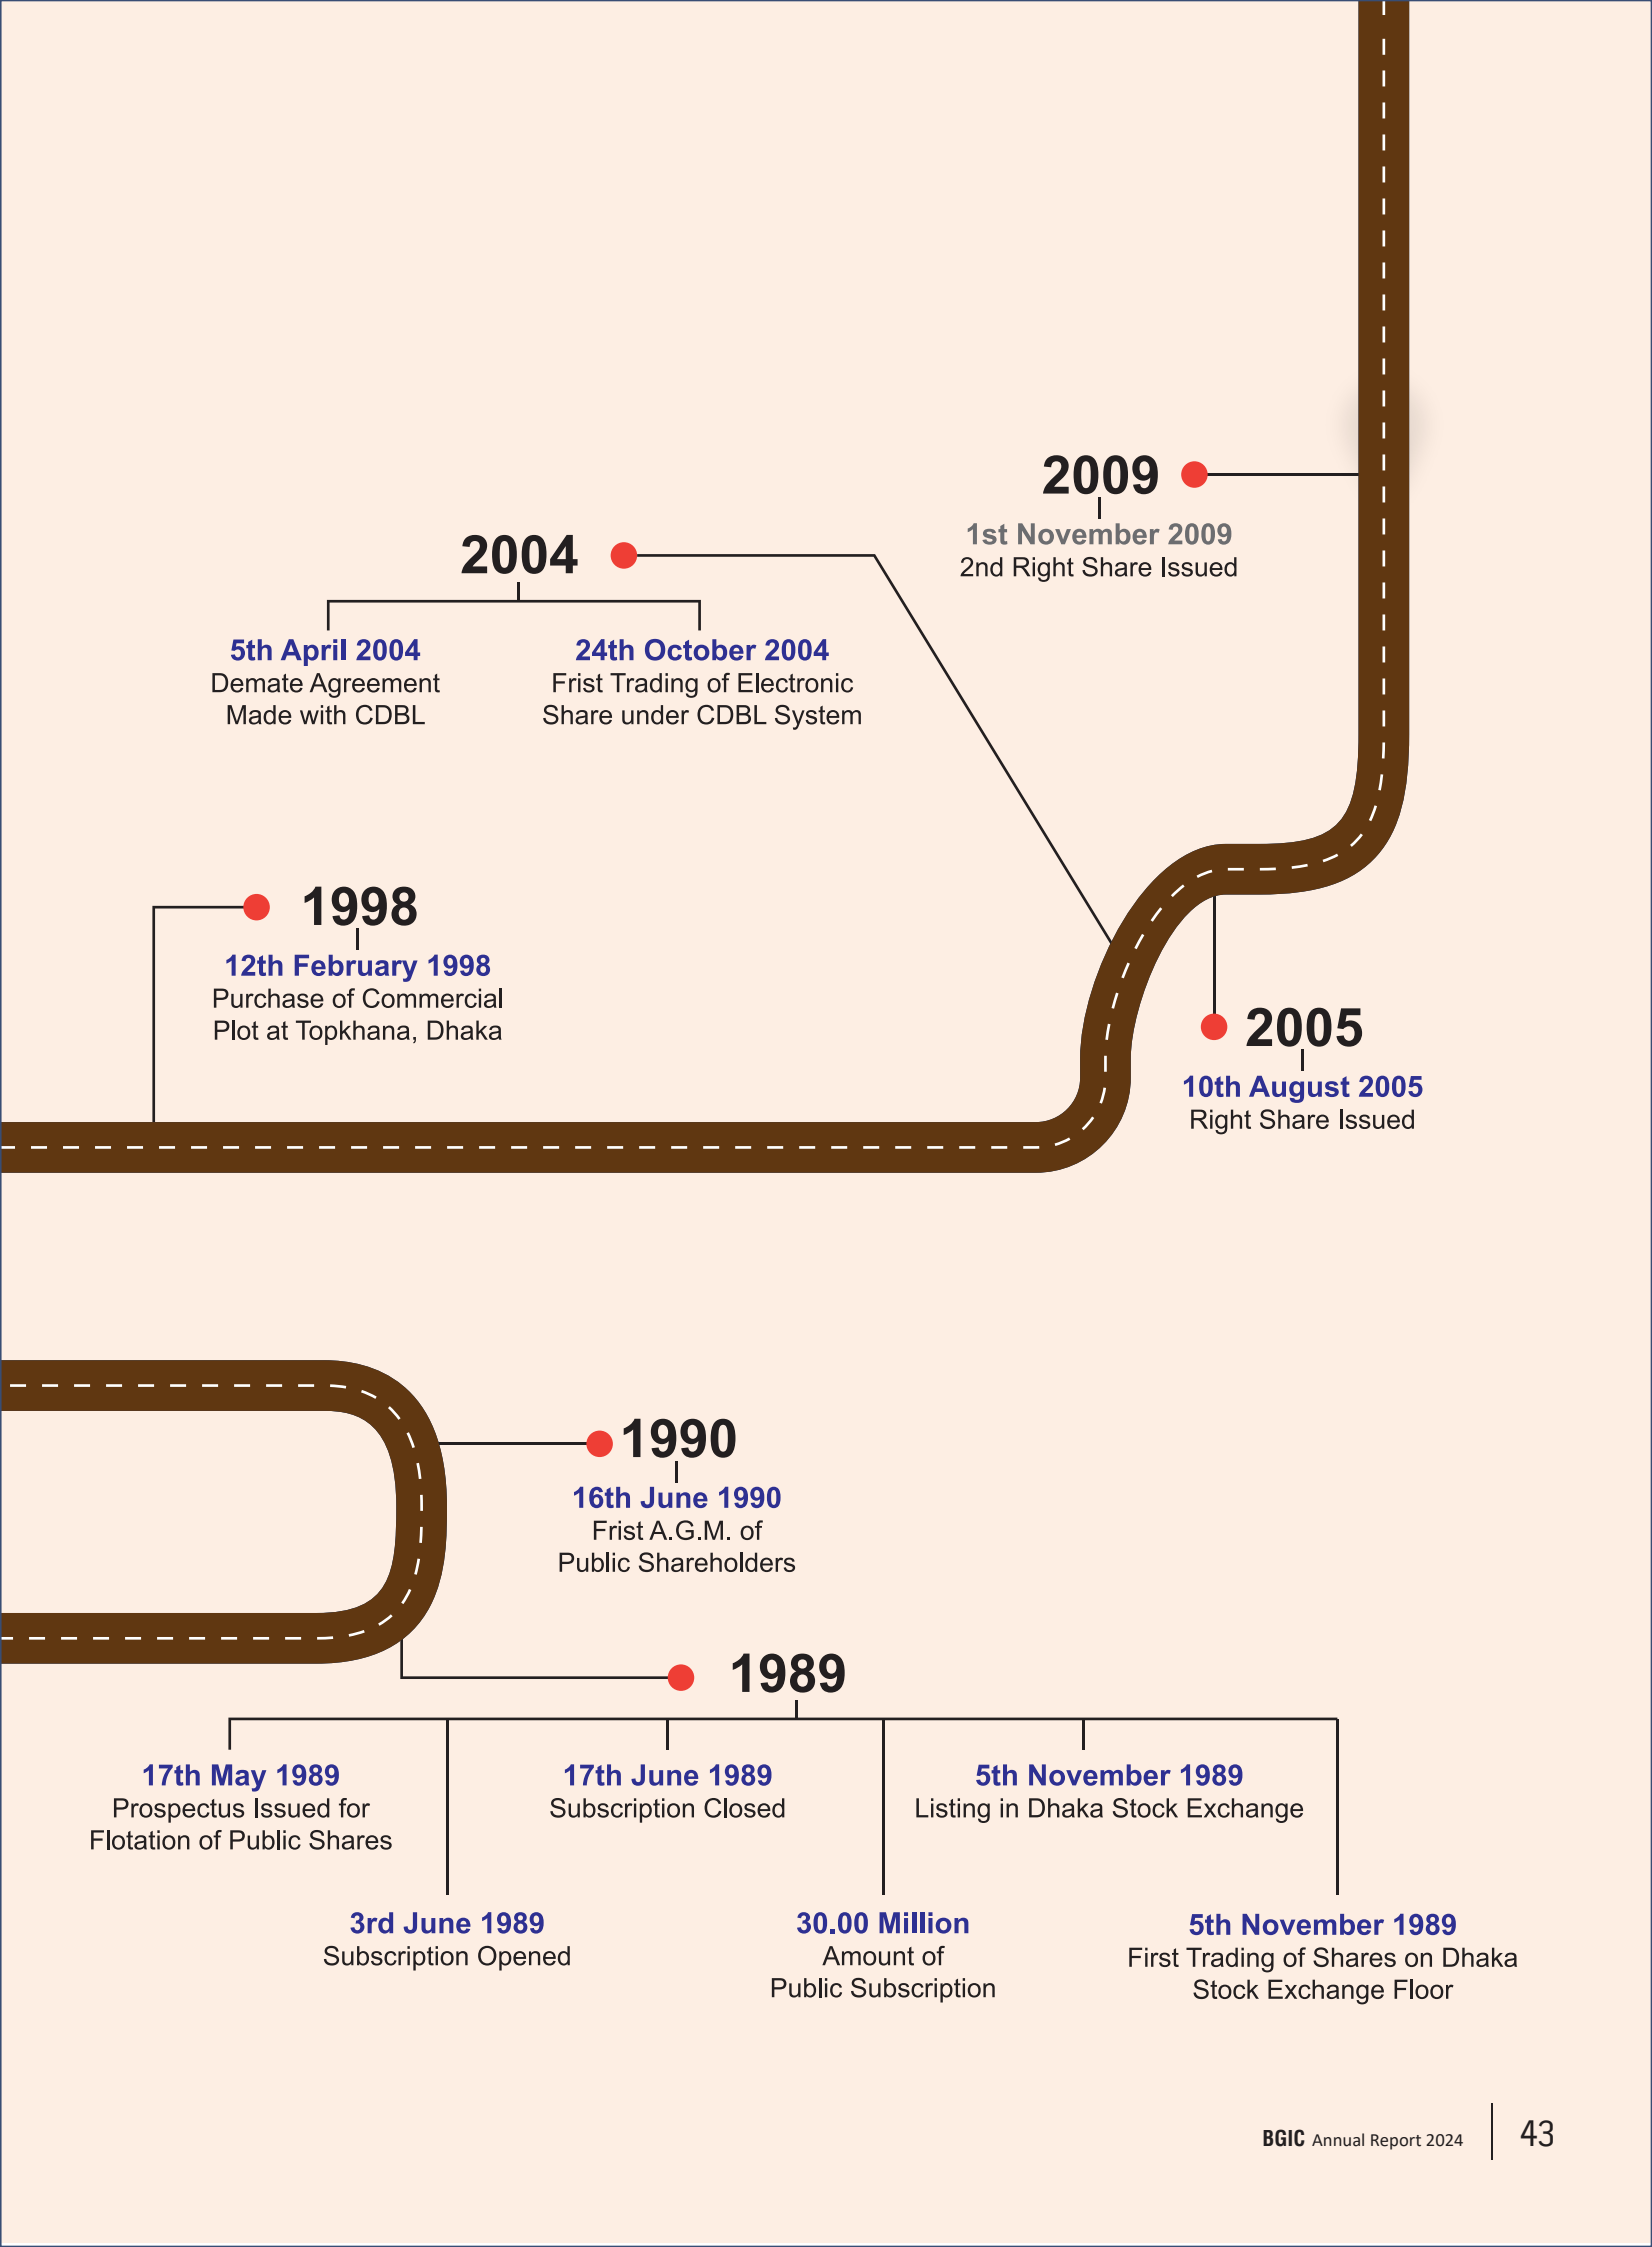 2009
1st November 2009
2nd Right Share Issued
2004
5th April 2004
Demate Agreement
Made with CDBL
24th October 2004
Frist Trading of Electronic
Share under CDBL System
1998
12th February 1998
Purchase of Commercial
Plot at Topkhana, Dhaka
2005
10th August 2005
Right Share Issued
1990
16th June 1990
Frist A.G.M. of
Public Shareholders
1989
17th May 1989
Prospectus Issued for
Flotation of Public Shares
3rd June 1989
Subscription Opened
17th June 1989
Subscription Closed
30.00 Million
Amount of
Public Subscription
5th November 1989
Listing in Dhaka Stock Exchange
5th November 1989
First Trading of Shares on Dhaka
Stock Exchange Floor
BGIC Annual Report 2024 43